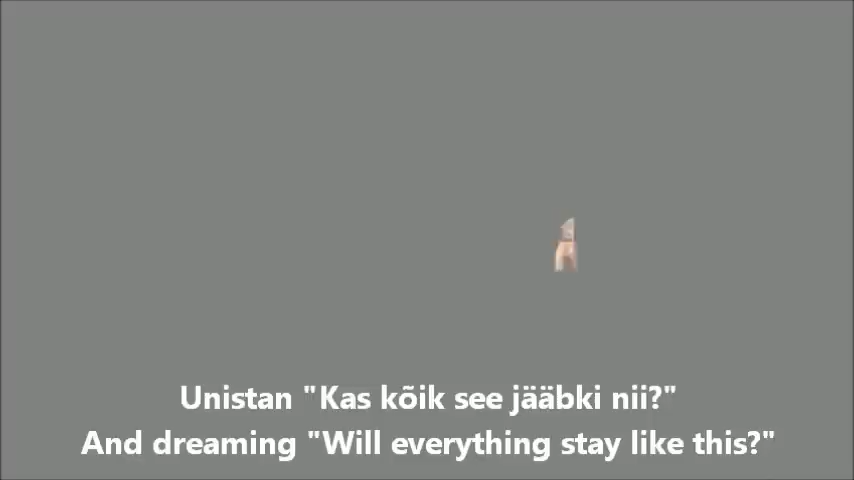 Unistan "Kas kõik see jääbki nii?"
And dreaming "Will everything stay like this?"